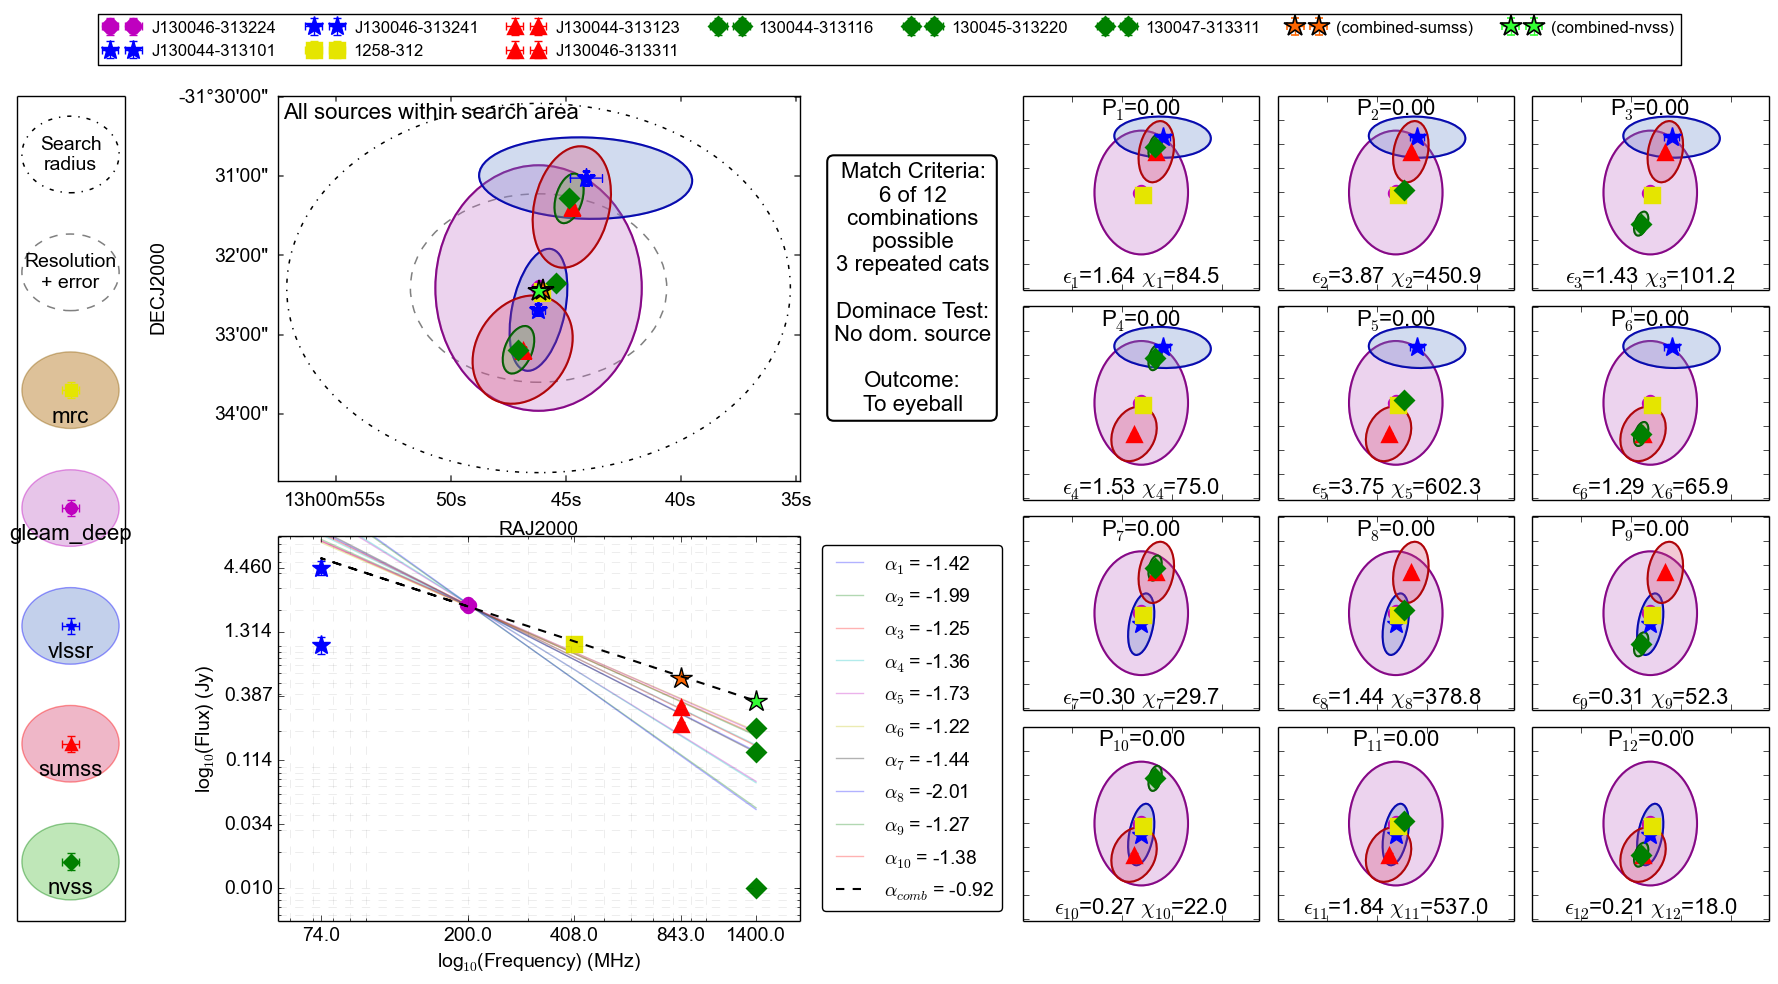 J130046-313224 J130046-313241 J130044-313123 130044-313116 130045-313220 130047-313311 (combined-sumss) (combined-nvss)
J130044-313101 1258-312 J130046-313311
Search
radius
Resolution
+ error
mrc
gleam_deep
vlssr
sumss
nvss
All sources within search area
-31°30'00"
31'00"
32'00"
33'00"
34'00"
DECJ2000
13h00m55s 50s 45s 40s 35s
RAJ2000
Match Criteria:
6 of 12
combinations
possible
3 repeated cats
Dominace Test:
No dom. source
Outcome:
To eyeball
4.460
1.314
0.387
0.114
0.034
0.010
log10(Flux) (Jy)
74.0 200.0 408.0 843.0 1400.0
log10(Frequency) (MHz)
α1 = -1.42
α2 = -1.99
α3 = -1.25
α4 = -1.36
α5 = -1.73
α6 = -1.22
α7 = -1.44
α8 = -2.01
α9 = -1.27
α10 = -1.38
αcomb = -0.92
P1=0.00
ϵ1=1.64 χ1=84.5
P2=0.00
ϵ2=3.87 χ2=450.9
P3=0.00
ϵ3=1.43 χ3=101.2
P4=0.00
ϵ4=1.53 χ4=75.0
P5=0.00
ϵ5=3.75 χ5=602.3
P6=0.00
ϵ6=1.29 χ6=65.9
P7=0.00
ϵ7=0.30 χ7=29.7
P8=0.00
ϵ8=1.44 χ8=378.8
P9=0.00
ϵ9=0.31 χ9=52.3
P10=0.00
ϵ10=0.27 χ10=22.0
P11=0.00
ϵ11=1.84 χ11=537.0
P12=0.00
ϵ12=0.21 χ12=18.0